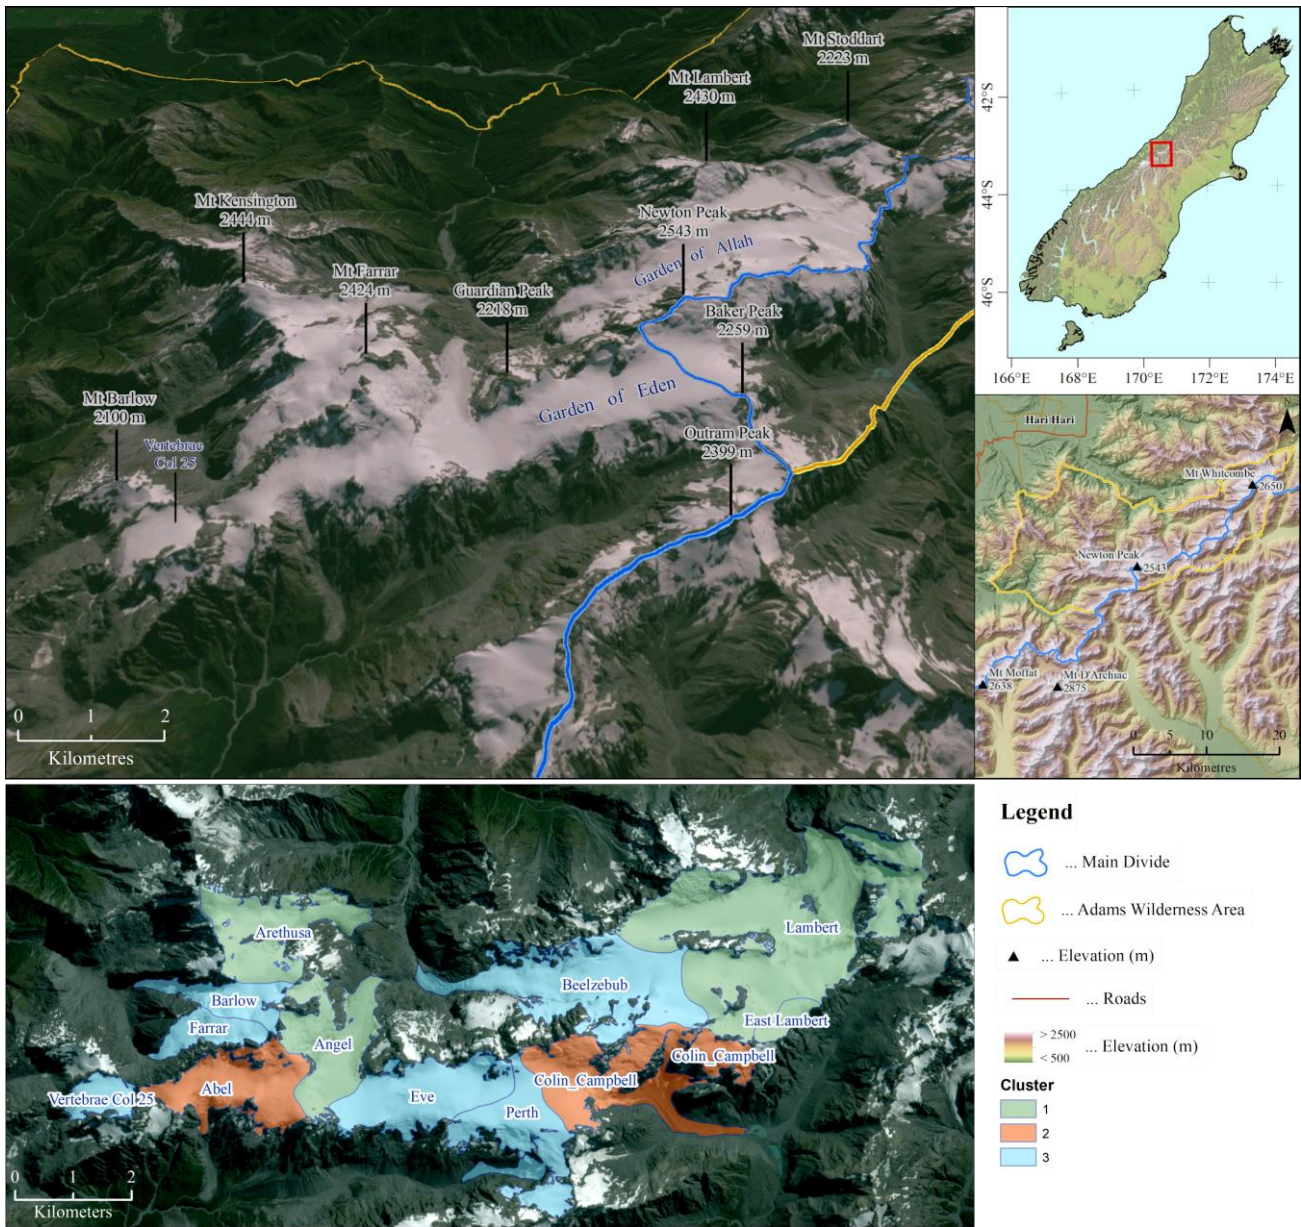 Mt Stoddart
2223 m
Mt Lambert
2430 m
Mt Kensington
2444 m
Newton Peak
2543 m
Garden of Allah
Mt Farrar
2424 m
Guardian Peak
2218 m
Baker Peak
2259 m
Garden of Eden
Mt Barlow
2100 m
Vertebrae
Col 25
Outram Peak
2399 m
0 1 2
Kilometres
42°S
44°S
46°S
166°E 168°E 170°E 172°E 174°E
Hari Hari
Mt Whitcombe
2650
Newton Peak
2543
Mt Moffat
2638
Mt D'Archiac
2875
0 5 10 20
Kilometres
Arethusa
Lambert
Barlow
Beelzebub
Farrar
East Lambert
Angel
Colin_Campbell
Abel
Colin_Campbell
Vertebrae Col 25
Eve
Perth
0 1 2
Kilometers
Legend
... Main Divide
... Adams Wilderness Area
... Elevation (m)
... Roads
> 2500
< 500
... Elevation (m)
Cluster
1
2
3